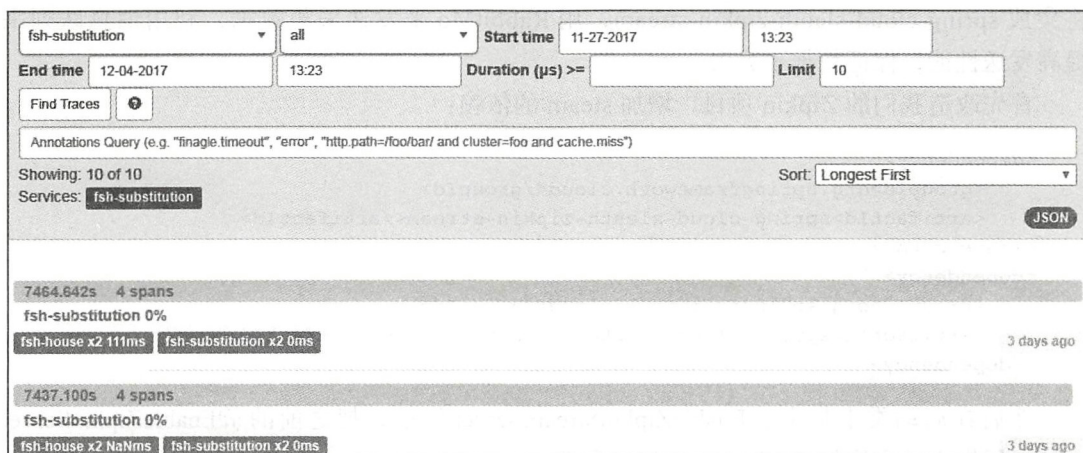 fsh-substitution all Start time 11-27-2017 13:23
End time 12-04-2017 13:23 Duration (μs) >= Limit 10
Find Traces ?
Annotations Query (e.g. "finagle.timeout", "error", "http.path=/foo/bar/ and cluster=foo and cache.miss")
Showing: 10 of 10 Sort: Longest First
Services: fsh-substitution
JSON
7464.642s 4 spans
fsh-substitution 0%
fsh-house x2 111ms fsh-substitution x2 0ms 3 days ago
7437.100s 4 spans
fsh-substitution 0%
fsh-house x2 NaNms fsh-substitution x2 0ms 3 days ago